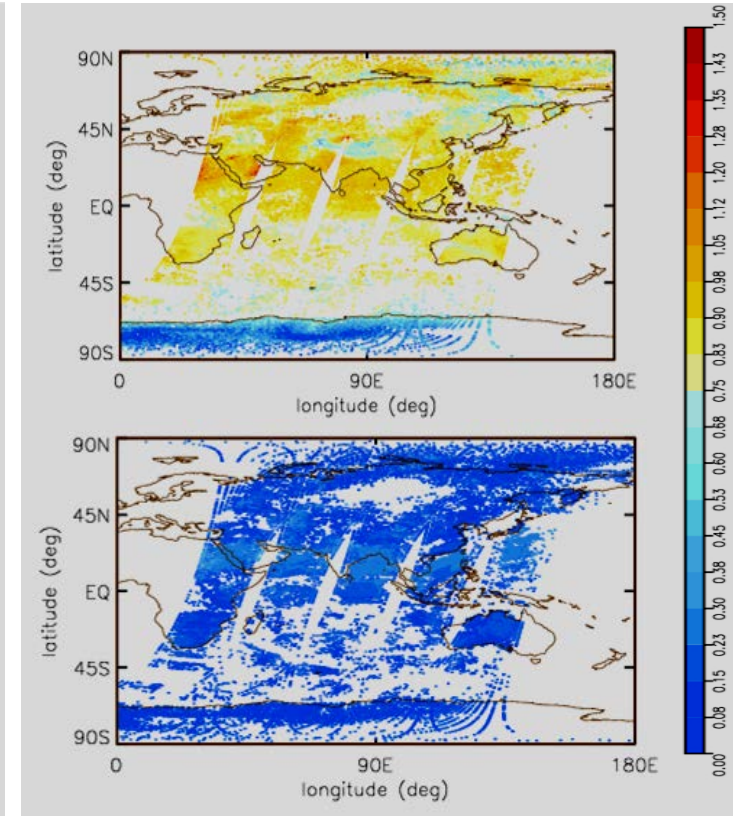 90N
45N
EQ
45S
90S
latitude (deg)
0
90E
180E
longitude (deg)
90N
45N
EQ
45S
90S
latitude (deg)
0
90E
180E
longitude (deg)
1.50
1.43
1.35
1.28
1.20
1.12
1.05
0.98
0.90
0.83
0.75
0.68
0.60
0.53
0.45
0.38
0.30
0.23
0.15
0.08
0.00